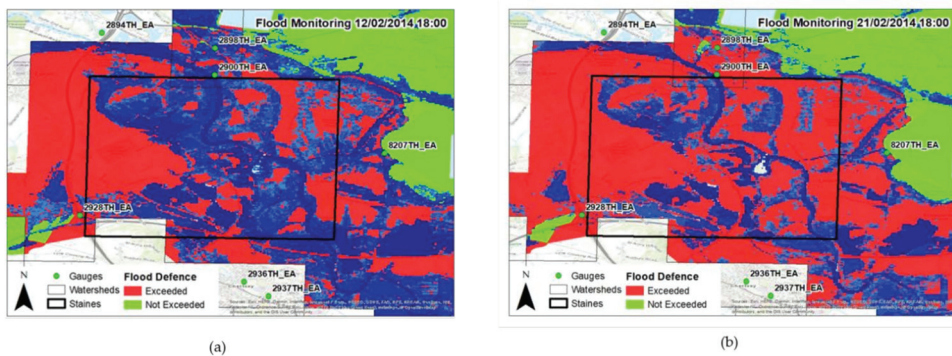 Flood Monitoring 12/02/2014,18:00
2894TH_EA
2898TH_EA
2900TH_EA
8207TH_EA
2928TH_EA
2936TH_EA
2937TH_EA
N
Gauges
Watersheds
Staines
Flood Defence
Exceeded
Not Exceeded
(a)
Flood Monitoring 21/02/2014,18:00
2894TH_EA
2898TH_EA
2900TH_EA
8207TH_EA
2928TH_EA
2936TH_EA
2937TH_EA
N
Gauges
Watersheds
Staines
Flood Defence
Exceeded
Not Exceeded
(b)